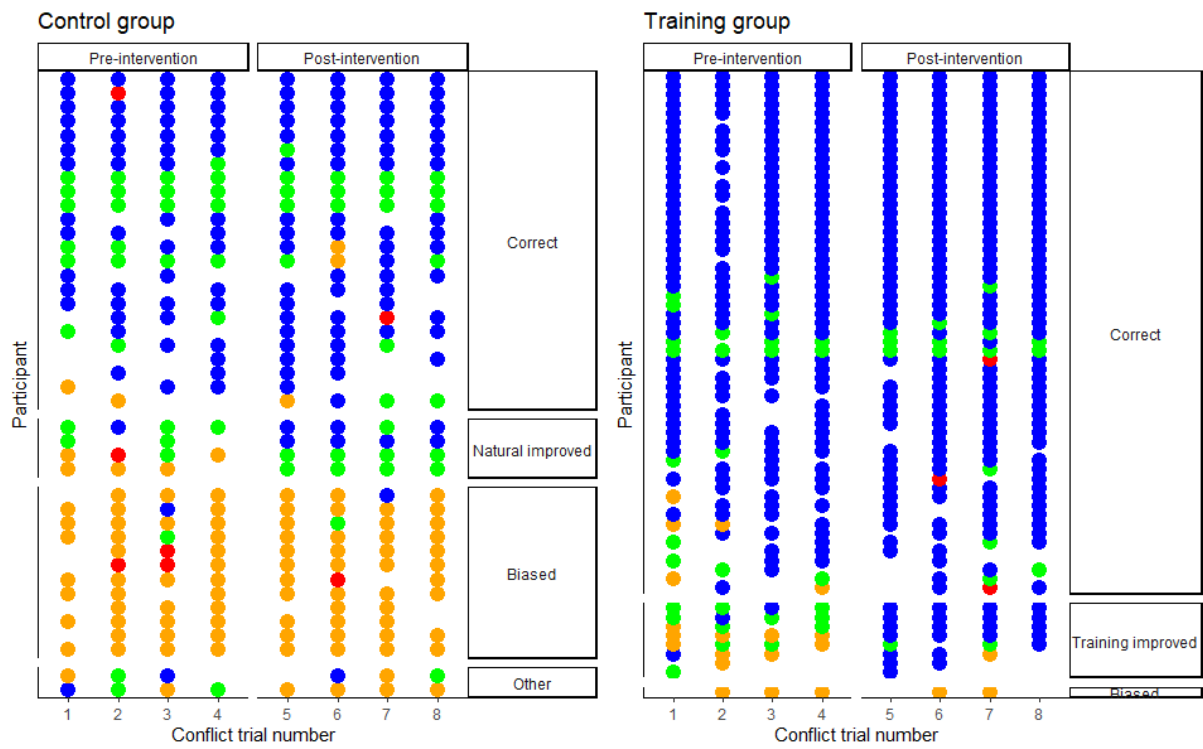 Control group
Pre-intervention
Post-intervention
Correct
Natural improved
Biased
Other
Participant
1 2 3 4 5 6 7 8
Conflict trial number
Training group
Pre-intervention
Post-intervention
Correct
Training improved
Biased
Participant
1 2 3 4 5 6 7 8
Conflict trial number